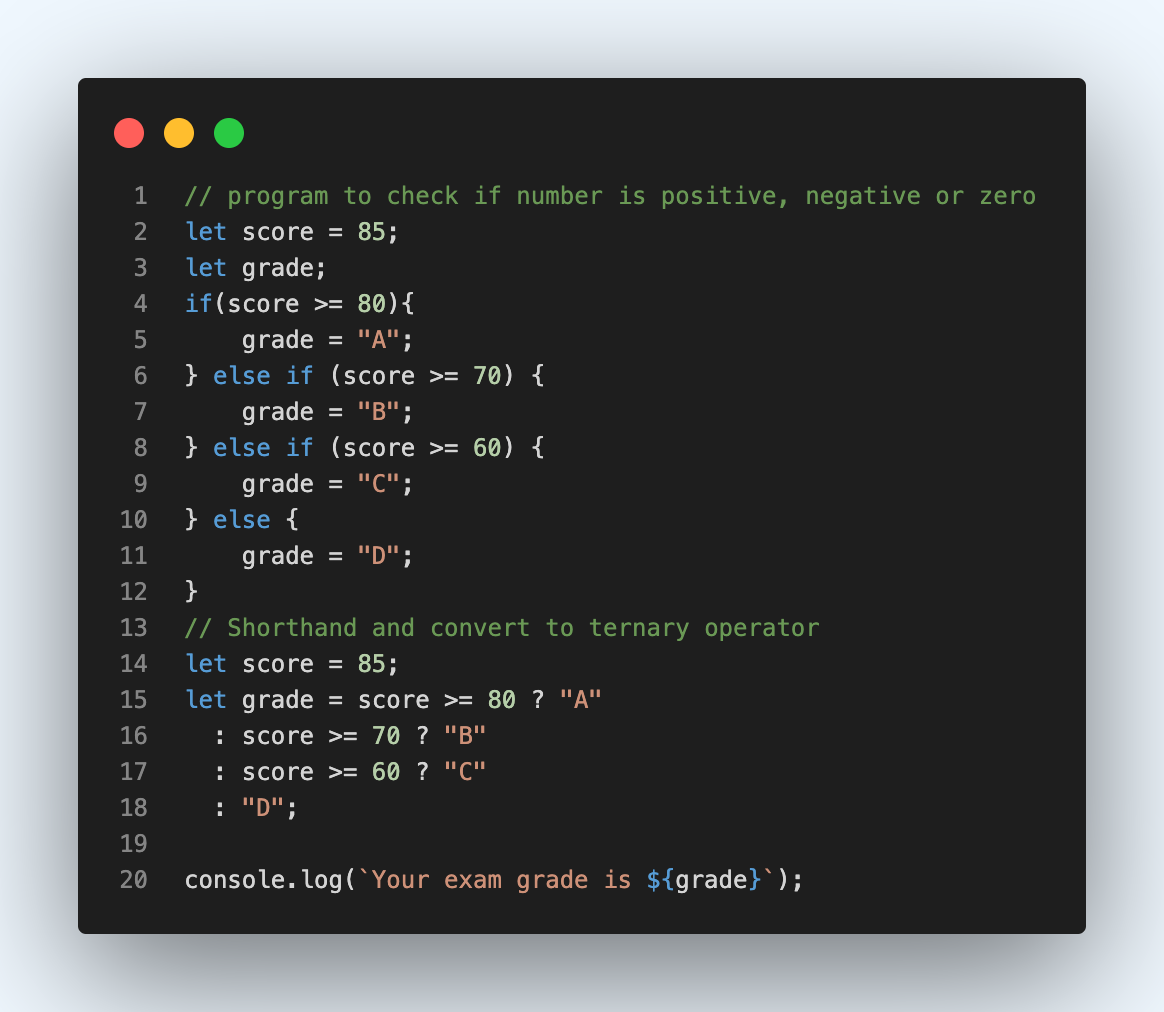 1 // program to check if number is positive, negative or zero
2 let score = 85;
3 let grade;
4 if(score >= 80){
5     grade = "A";
6 } else if (score >= 70) {
7     grade = "B";
8 } else if (score >= 60) {
9     grade = "C";
10 } else {
11     grade = "D";
12 }
13 // Shorthand and convert to ternary operator
14 let score = 85;
15 let grade = score >= 80 ? "A"
16   : score >= 70 ? "B"
17   : score >= 60 ? "C"
18   : "D";
19
20 console.log(`Your exam grade is ${grade}`);